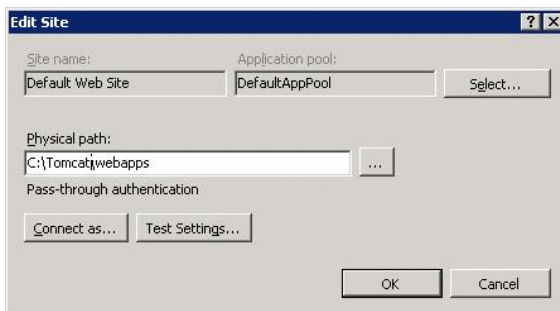 Edit Site
Site name:
Application pool:
Default Web Site
DefaultAppPool
Select...
Physical path:
C:\Tomcat\webapps
...
Pass-through authentication
Connect as...
Test Settings...
OK
Cancel